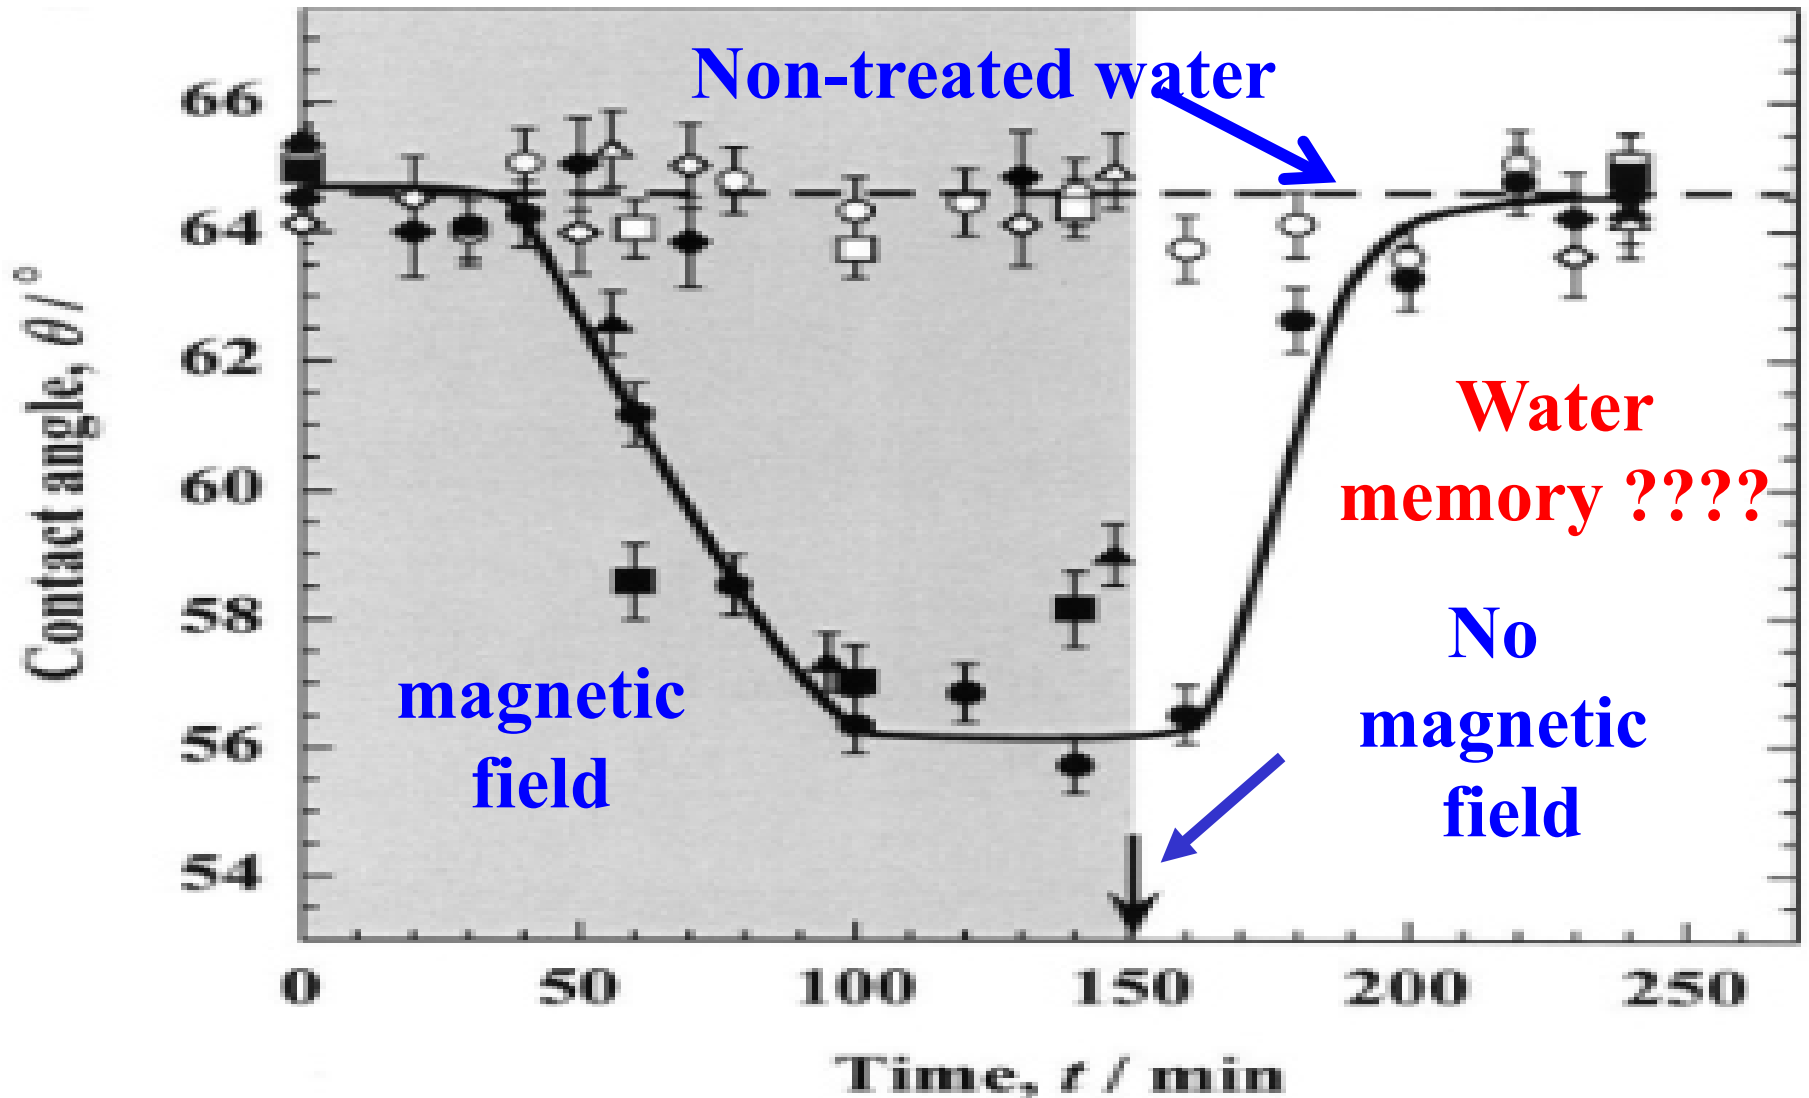 Non-treated water
66
64
62
60
58
56
54
Contact angle, θ /°
magnetic
field
Water
memory ????
No
magnetic
field
0 50 100 150 200 250
Time, t / min